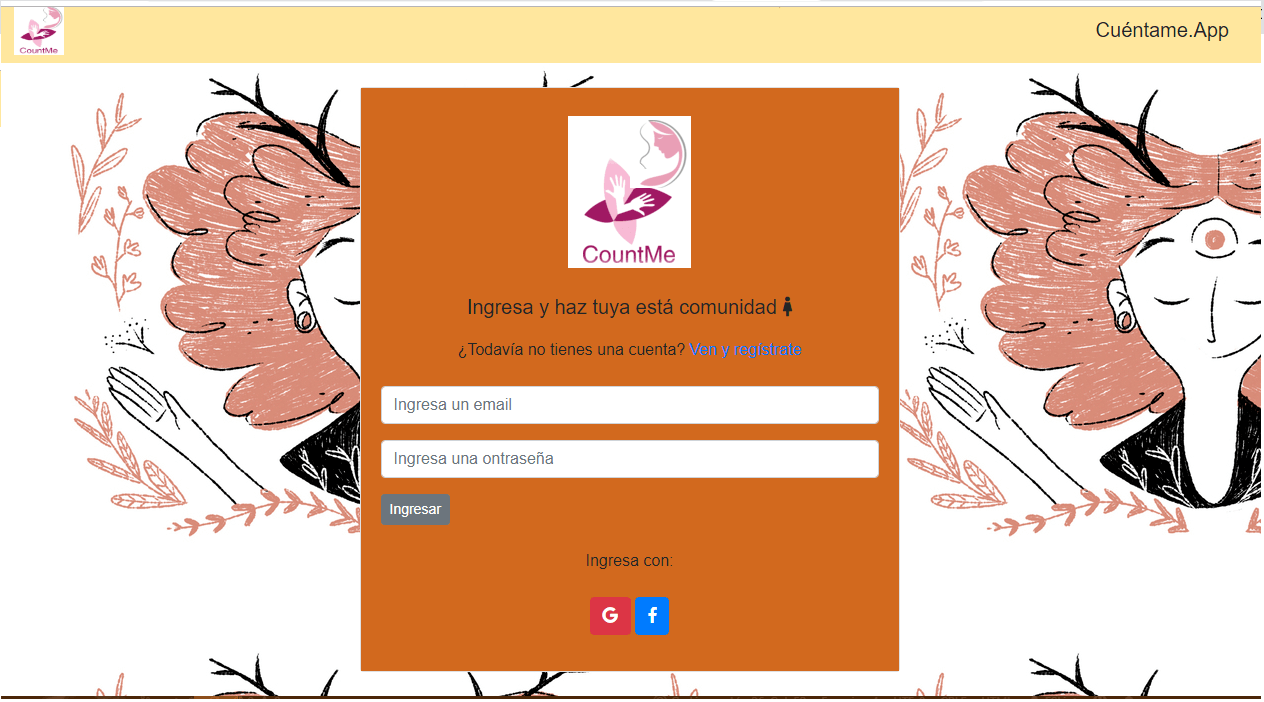 CountMe
Cuéntame.App
CountMe
Ingresa y haz tuya está comunidad
¿Todavía no tienes una cuenta? Ven y regístrate
Ingresa un email
Ingresa una ontraseña
Ingresar
Ingresa con:
G f